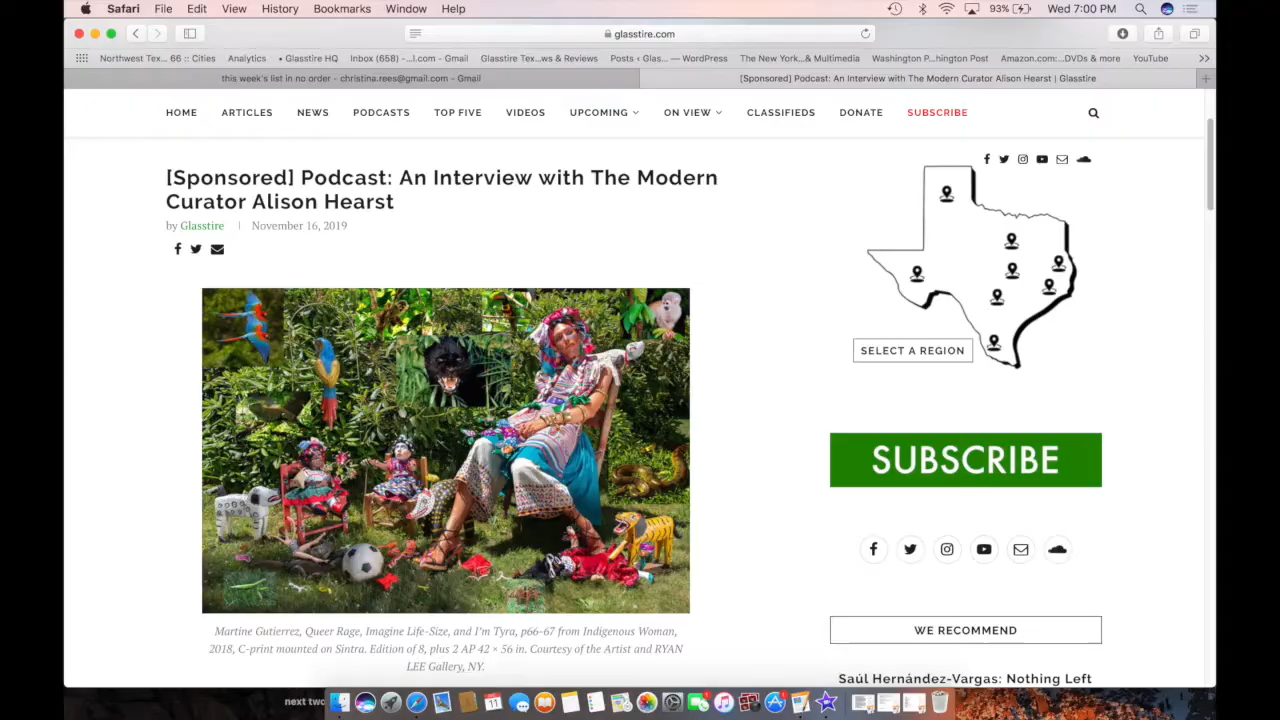 Safari File Edit View History Bookmarks Window Help 93% Wed 7:00 PM
glasstire.com
Northwest Tex... 66 :: Cities Analytics • Glasstire HQ Inbox (658) -...l.com - Gmail Glasstire Tex...ws & Reviews Posts ‹ Glas... — WordPress The New York...& Multimedia Washington P...ington Post Amazon.com:...DVDs & more YouTube >>
this week's list in no order - christina.rees@gmail.com - Gmail [Sponsored] Podcast: An Interview with The Modern Curator Alison Hearst | Glasstire +
HOME ARTICLES NEWS PODCASTS TOP FIVE VIDEOS UPCOMING ON VIEW CLASSIFIEDS DONATE SUBSCRIBE
[Sponsored] Podcast: An Interview with The Modern
Curator Alison Hearst
by Glasstire | November 16, 2019
SELECT A REGION
SUBSCRIBE
Martine Gutierrez, Queer Rage, Imagine Life-Size, and I'm Tyra, p66-67 from Indigenous Woman,
2018, C-print mounted on Sintra. Edition of 8, plus 2 AP 42 × 56 in. Courtesy of the Artist and RYAN
LEE Gallery, NY.
WE RECOMMEND
Saúl Hernández-Vargas: Nothing Left
next two